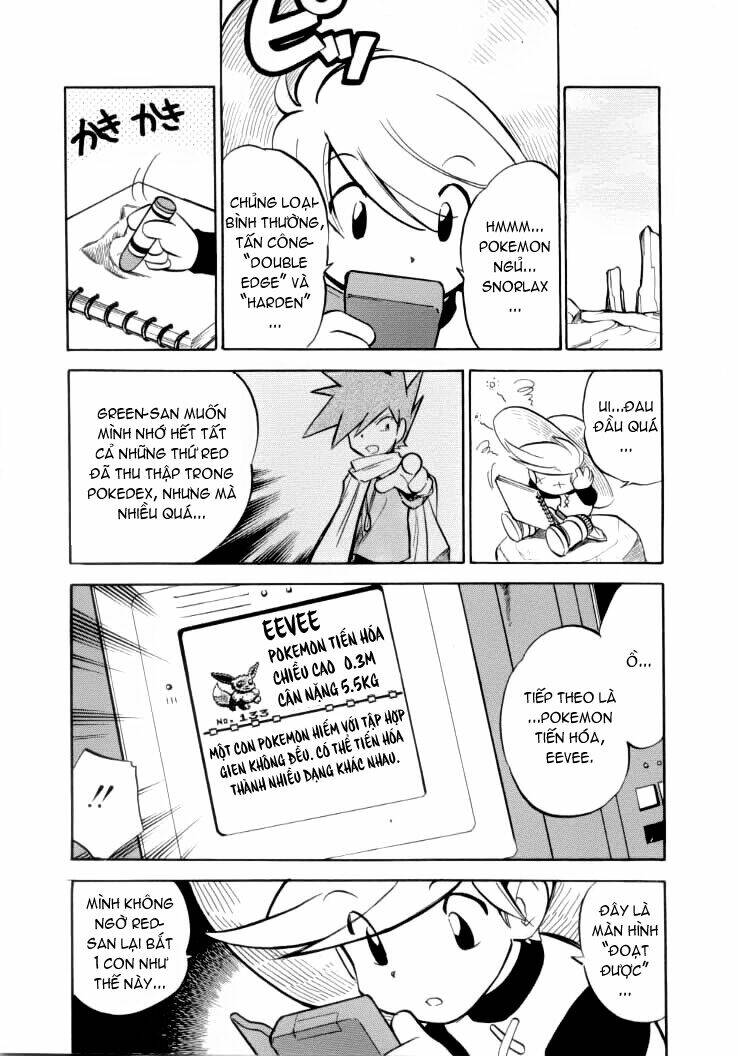 ピッ
HMMM...
POKEMON
NGỦ...
SNORLAX
CHỦNG LOẠI-
BÌNH THƯỜNG,
TẤN CÔNG-
"DOUBLE
EDGE" VÀ
"HARDEN"
...
かき かき
UI...ĐAU
ĐẦU QUÁ
...
GREEN-SAN MUỐN
MÌNH NHỚ HẾT TẤT
CẢ NHỮNG THỨ RED
ĐÃ THU THẬP TRONG
POKEDEX, NHƯNG MÀ
NHIỀU QUÁ...
Ồ...
TIẾP THEO LÀ
...POKEMON
TIẾN HÓA,
EEVEE.
EEVEE
POKEMON TIẾN HÓA
CHIỀU CAO 0.3M
CÂN NẶNG 5.5KG
No. 133
MỘT CON POKEMON HIẾM VỚI TẬP HỢP
GIEN KHÔNG ĐỀU. CÓ THỂ TIẾN HÓA
THÀNH NHIỀU DẠNG KHÁC NHAU.
!!
ĐÂY LÀ
MÀN HÌNH
"ĐOẠT
ĐƯỢC"
...
MÌNH KHÔNG
NGỜ RED-
SAN LẠI BẮT
1 CON NHƯ
THẾ NÀY...